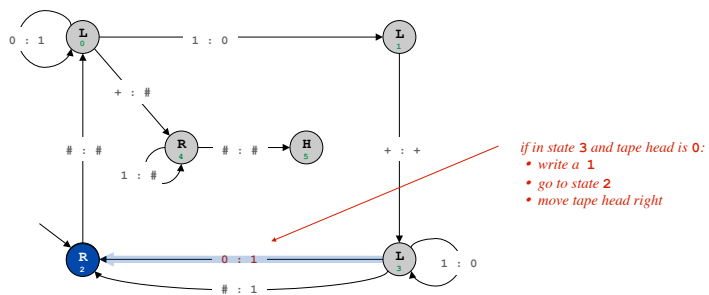 L
0
L
1
0 : 1
1 : 0
+ : #
R
4
H
5
# : #
# : #
+ : +
1 : #
if in state 3 and tape head is 0:
• write a 1
• go to state 2
• move tape head right
R
2
0 : 1
L
3
1 : 0
# : 1